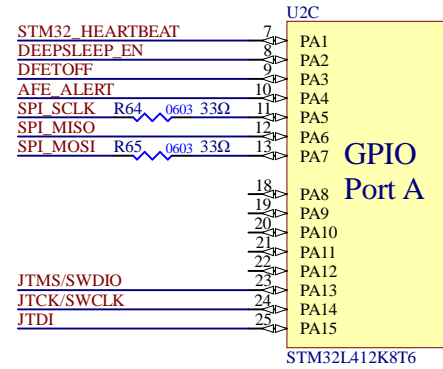 U2C
STM32_HEARTBEAT 7 PA1
DEEPSLEEP_EN 8 PA2
DFETOFF 9 PA3
AFE_ALERT 10 PA4
SPI_SCLK R64 0603 33Ω 11 PA5
SPI_MISO 12 PA6
SPI_MOSI R65 0603 33Ω 13 PA7
GPIO
Port A
18 PA8
19 PA9
20 PA10
21 PA11
22 PA12
JTMS/SWDIO 23 PA13
JTCK/SWCLK 24 PA14
JTDI 25 PA15
STM32L412K8T6